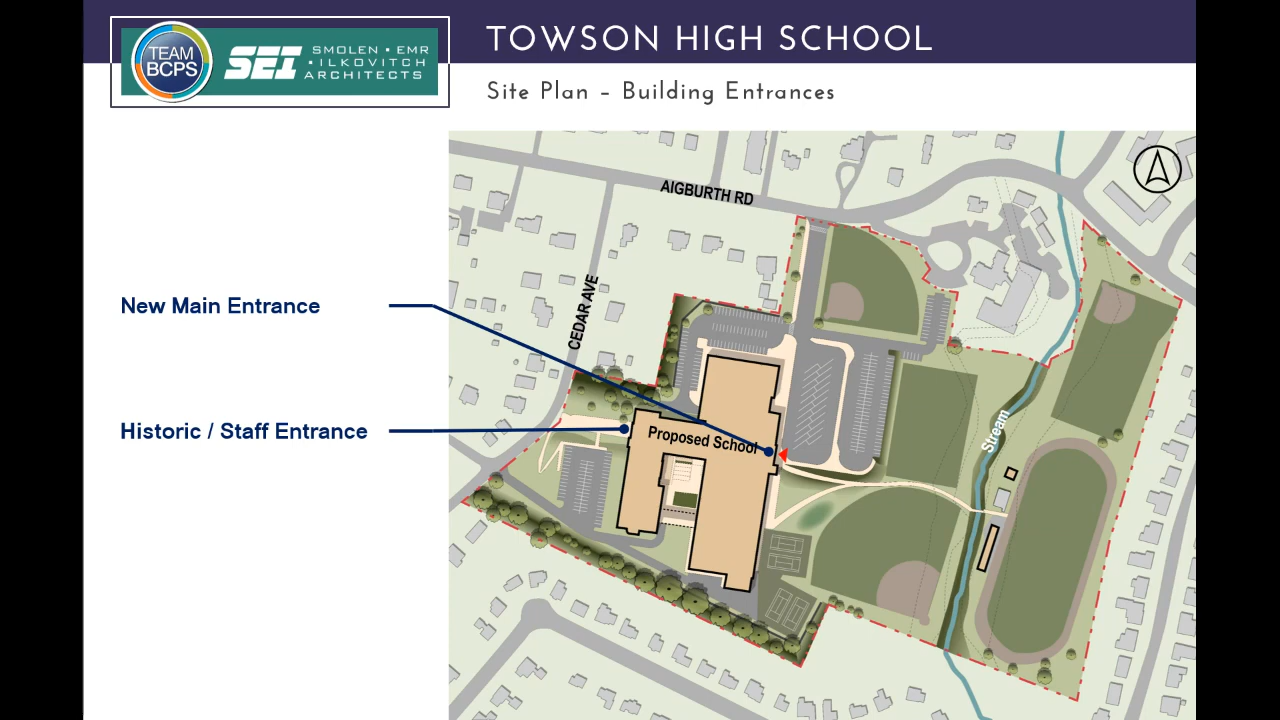 TEAM
BCPS
SEI
SMOLEN • EMR
• ILKOVITCH
ARCHITECTS
TOWSON HIGH SCHOOL
Site Plan – Building Entrances
AIGBURTH RD
CEDAR AVE
New Main Entrance
Historic / Staff Entrance
Proposed School
Stream